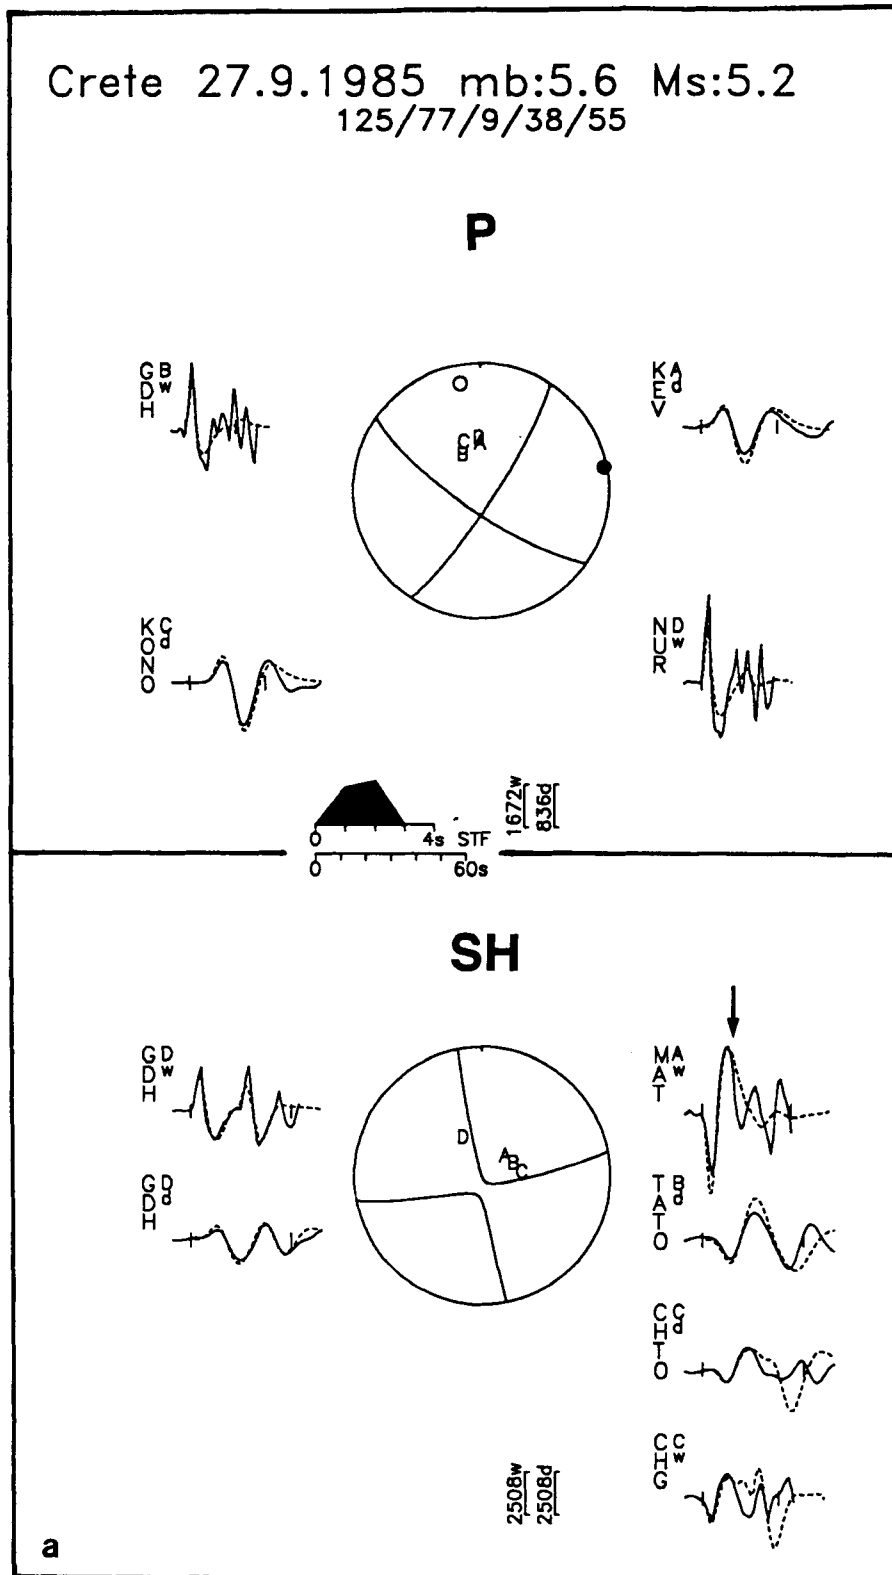 Crete 27.9.1985 mb:5.6 Ms:5.2
125/77/9/38/55
P
GDH B w
KEV A d
C D
B A
KONO C d
NUR D w
0 4s STF
0 60s
1672w
836d
SH
GDH D w
MAT A w
D
A
B
C
GDH D d
TATO B d
CHTO C d
CHG C w
2508w
2508d
a